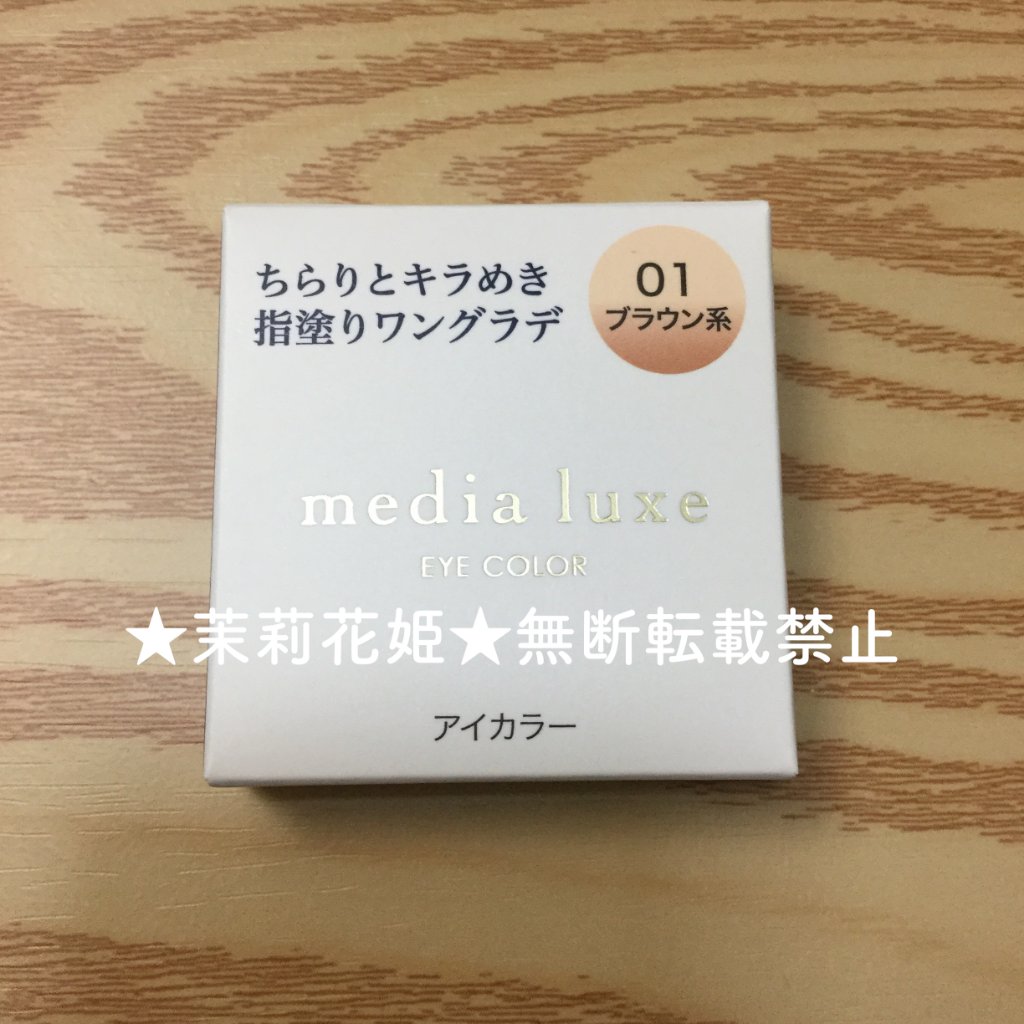 ちらりとキラめき
指塗りワングラデ
01
ブラウン系
media luxe
EYE COLOR
★茉莉花姫★無断転載禁止
アイカラー